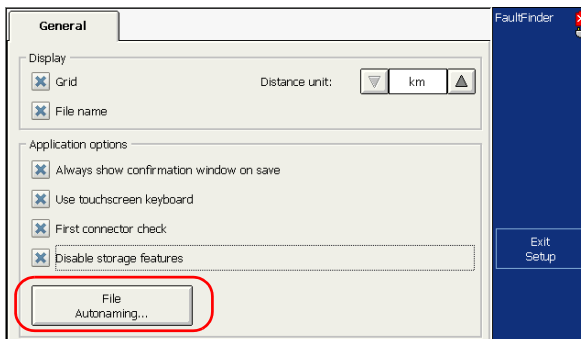 General
FaultFinder
Display
Grid
Distance unit:
km
File name
Application options
Always show confirmation window on save
Use touchscreen keyboard
First connector check
Disable storage features
Exit
Setup
File
Autonaming...